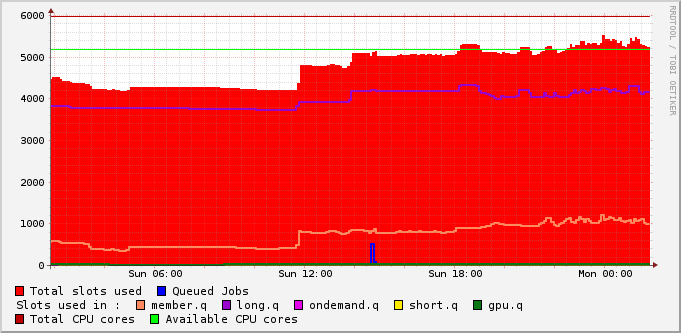 6000
5000
4000
3000
2000
1000
0
Sun 06:00 Sun 12:00 Sun 18:00 Mon 00:00
RRDTOOL / TOBI OETIKER
Total slots used Queued Jobs
Slots used in : member.q long.q ondemand.q short.q gpu.q
Total CPU cores Available CPU cores